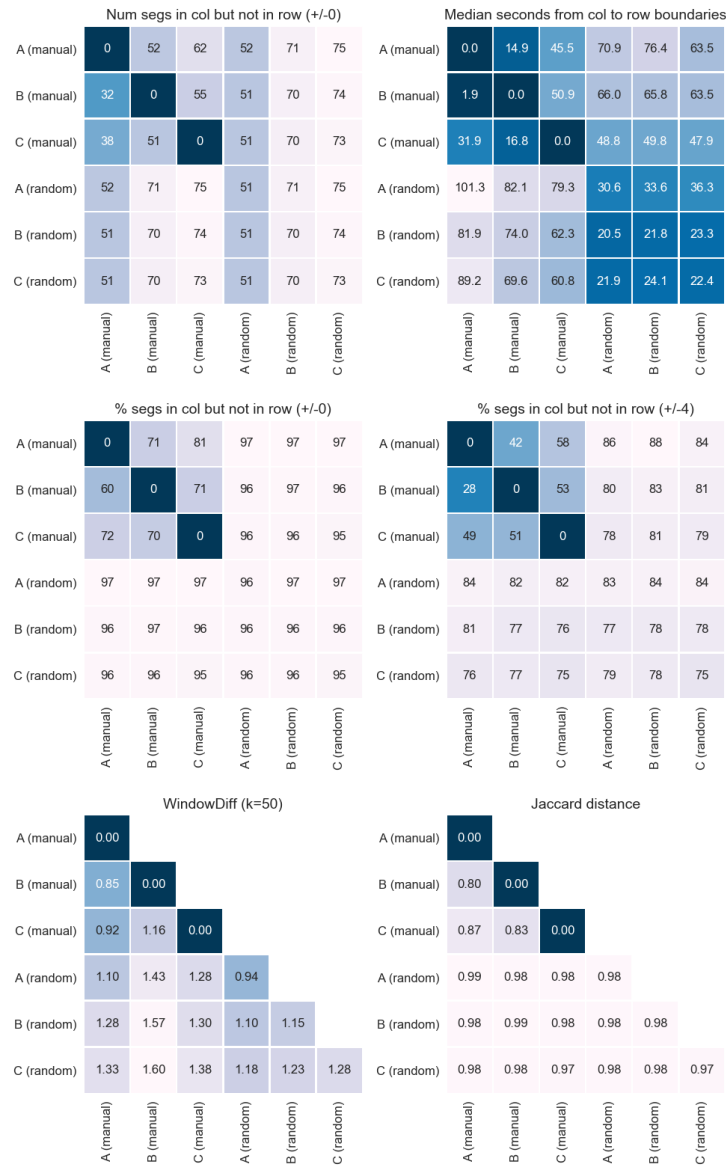 Num segs in col but not in row (+/-0)
A (manual) 0 52 62 52 71 75
B (manual) 32 0 55 51 70 74
C (manual) 38 51 0 51 70 73
A (random) 52 71 75 51 71 75
B (random) 51 70 74 51 70 74
C (random) 51 70 73 51 70 73
A (manual) B (manual) C (manual) A (random) B (random) C (random)
Median seconds from col to row boundaries
A (manual) 0.0 14.9 45.5 70.9 76.4 63.5
B (manual) 1.9 0.0 50.9 66.0 65.8 63.5
C (manual) 31.9 16.8 0.0 48.8 49.8 47.9
A (random) 101.3 82.1 79.3 30.6 33.6 36.3
B (random) 81.9 74.0 62.3 20.5 21.8 23.3
C (random) 89.2 69.6 60.8 21.9 24.1 22.4
A (manual) B (manual) C (manual) A (random) B (random) C (random)
% segs in col but not in row (+/-0)
A (manual) 0 71 81 97 97 97
B (manual) 60 0 71 96 97 96
C (manual) 72 70 0 96 96 95
A (random) 97 97 97 96 97 97
B (random) 96 97 96 96 96 96
C (random) 96 96 95 96 96 95
A (manual) B (manual) C (manual) A (random) B (random) C (random)
% segs in col but not in row (+/-4)
A (manual) 0 42 58 86 88 84
B (manual) 28 0 53 80 83 81
C (manual) 49 51 0 78 81 79
A (random) 84 82 82 83 84 84
B (random) 81 77 76 77 78 78
C (random) 76 77 75 79 78 75
A (manual) B (manual) C (manual) A (random) B (random) C (random)
WindowDiff (k=50)
A (manual) 0.00
B (manual) 0.85 0.00
C (manual) 0.92 1.16 0.00
A (random) 1.10 1.43 1.28 0.94
B (random) 1.28 1.57 1.30 1.10 1.15
C (random) 1.33 1.60 1.38 1.18 1.23 1.28
A (manual) B (manual) C (manual) A (random) B (random) C (random)
Jaccard distance
A (manual) 0.00
B (manual) 0.80 0.00
C (manual) 0.87 0.83 0.00
A (random) 0.99 0.98 0.98 0.98
B (random) 0.98 0.99 0.98 0.98 0.98
C (random) 0.98 0.98 0.97 0.98 0.98 0.97
A (manual) B (manual) C (manual) A (random) B (random) C (random)